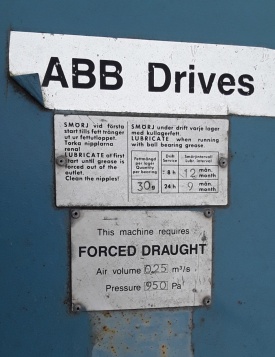 ABB Drives
SMÖRJ vid första
start tills fett tränger
ut ur fettutloppet.
Torka nipplarna
rena!
LUBRICATE at first
start until grease is
forced out of the
outlet.
Clean the nipples!
SMÖRJ under drift varje lager
med kullagerfett.
LUBRICATE when running
with ball bearing grease
Fettmängd
per lager
Quantity
per bearing
Drift
Service
Smörjintervall
Lubr. interval
8 h 12 mån. month
30g 24 h 9 mån. month
This machine requires
FORCED DRAUGHT
Air volume 0,25 m³/s
Pressure 950 Pa